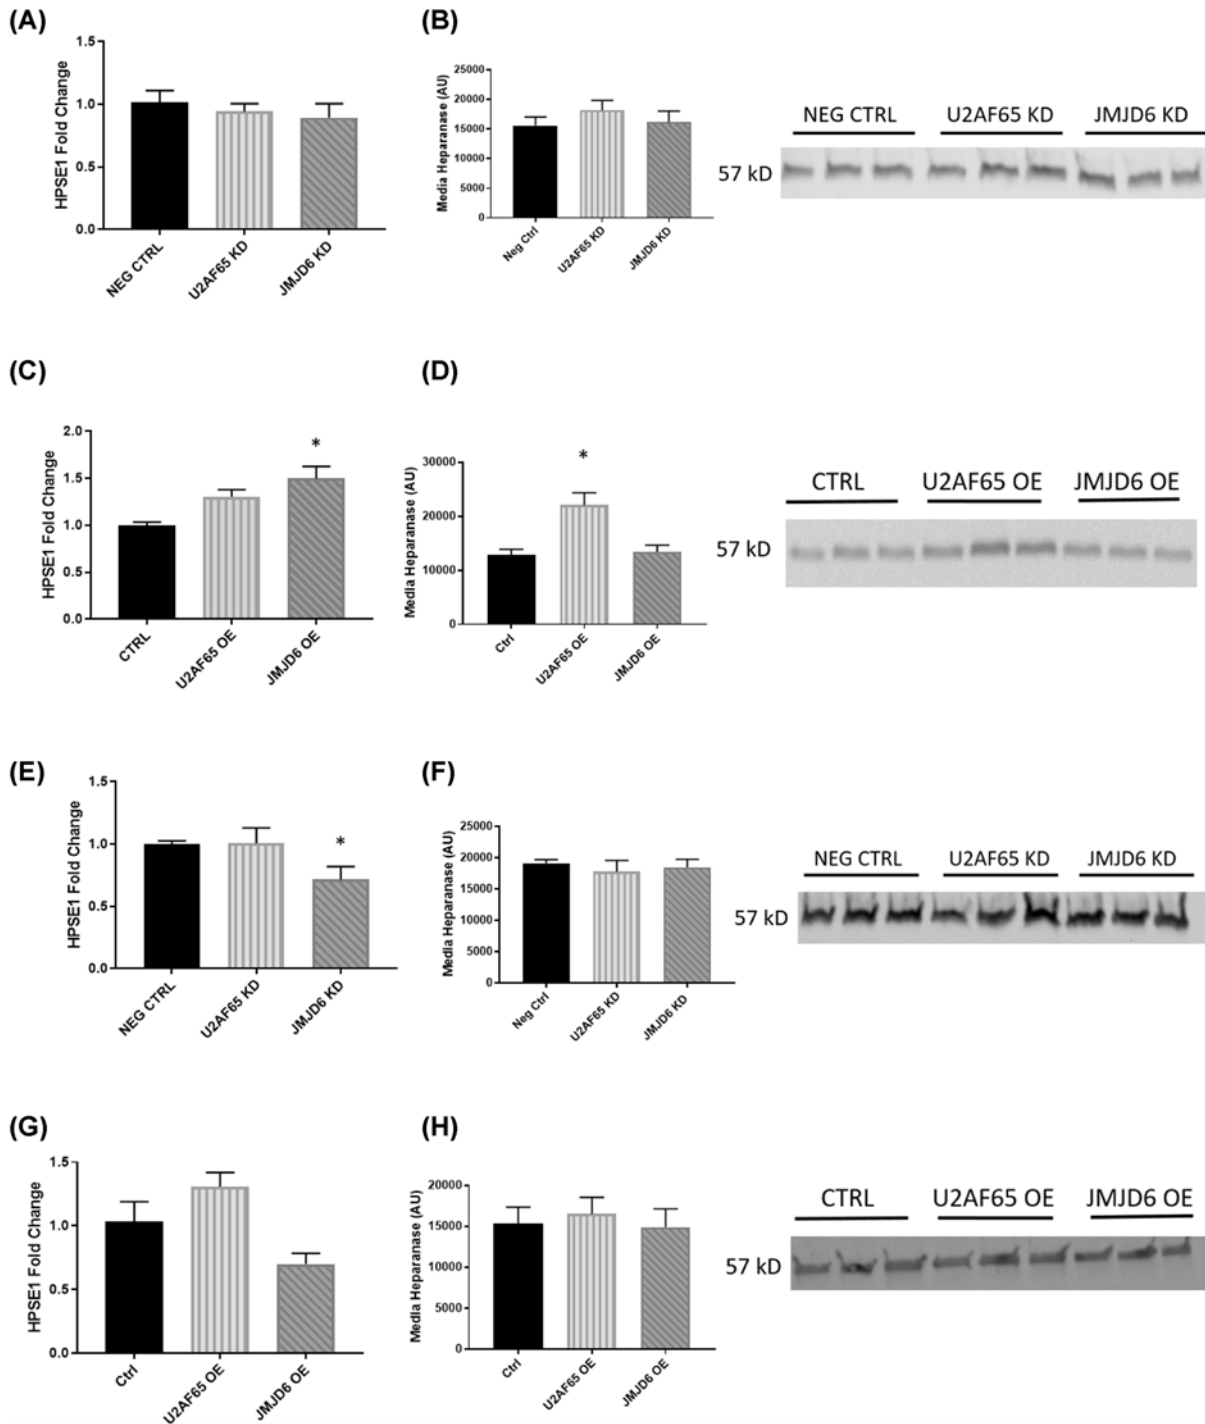 (A)
HPSE1 Fold Change
1.5
1.0
0.5
0.0
NEG CTRL
U2AF65 KD
JMJD6 KD
(B)
Media Heparanase (AU)
25000
20000
15000
10000
5000
0
Neg Ctrl
U2AF65 KD
JMJD6 KD
NEG CTRL U2AF65 KD JMJD6 KD
57 kD
(C)
HPSE1 Fold Change
2.0
1.5
1.0
0.5
0.0
*
CTRL
U2AF65 OE
JMJD6 OE
(D)
Media Heparanase (AU)
30000
20000
10000
0
*
Ctrl
U2AF65 OE
JMJD6 OE
CTRL U2AF65 OE JMJD6 OE
57 kD
(E)
HPSE1 Fold Change
1.5
1.0
0.5
0.0
*
NEG CTRL
U2AF65 KD
JMJD6 KD
(F)
Media Heparanase (AU)
25000
20000
15000
10000
5000
0
Neg Ctrl
U2AF65 KD
JMJD6 KD
NEG CTRL U2AF65 KD JMJD6 KD
57 kD
(G)
HPSE1 Fold Change
1.5
1.0
0.5
0.0
Ctrl
U2AF65 OE
JMJD6 OE
(H)
Media Heparanase (AU)
20000
15000
10000
5000
0
Ctrl
U2AF65 OE
JMJD6 OE
CTRL U2AF65 OE JMJD6 OE
57 kD